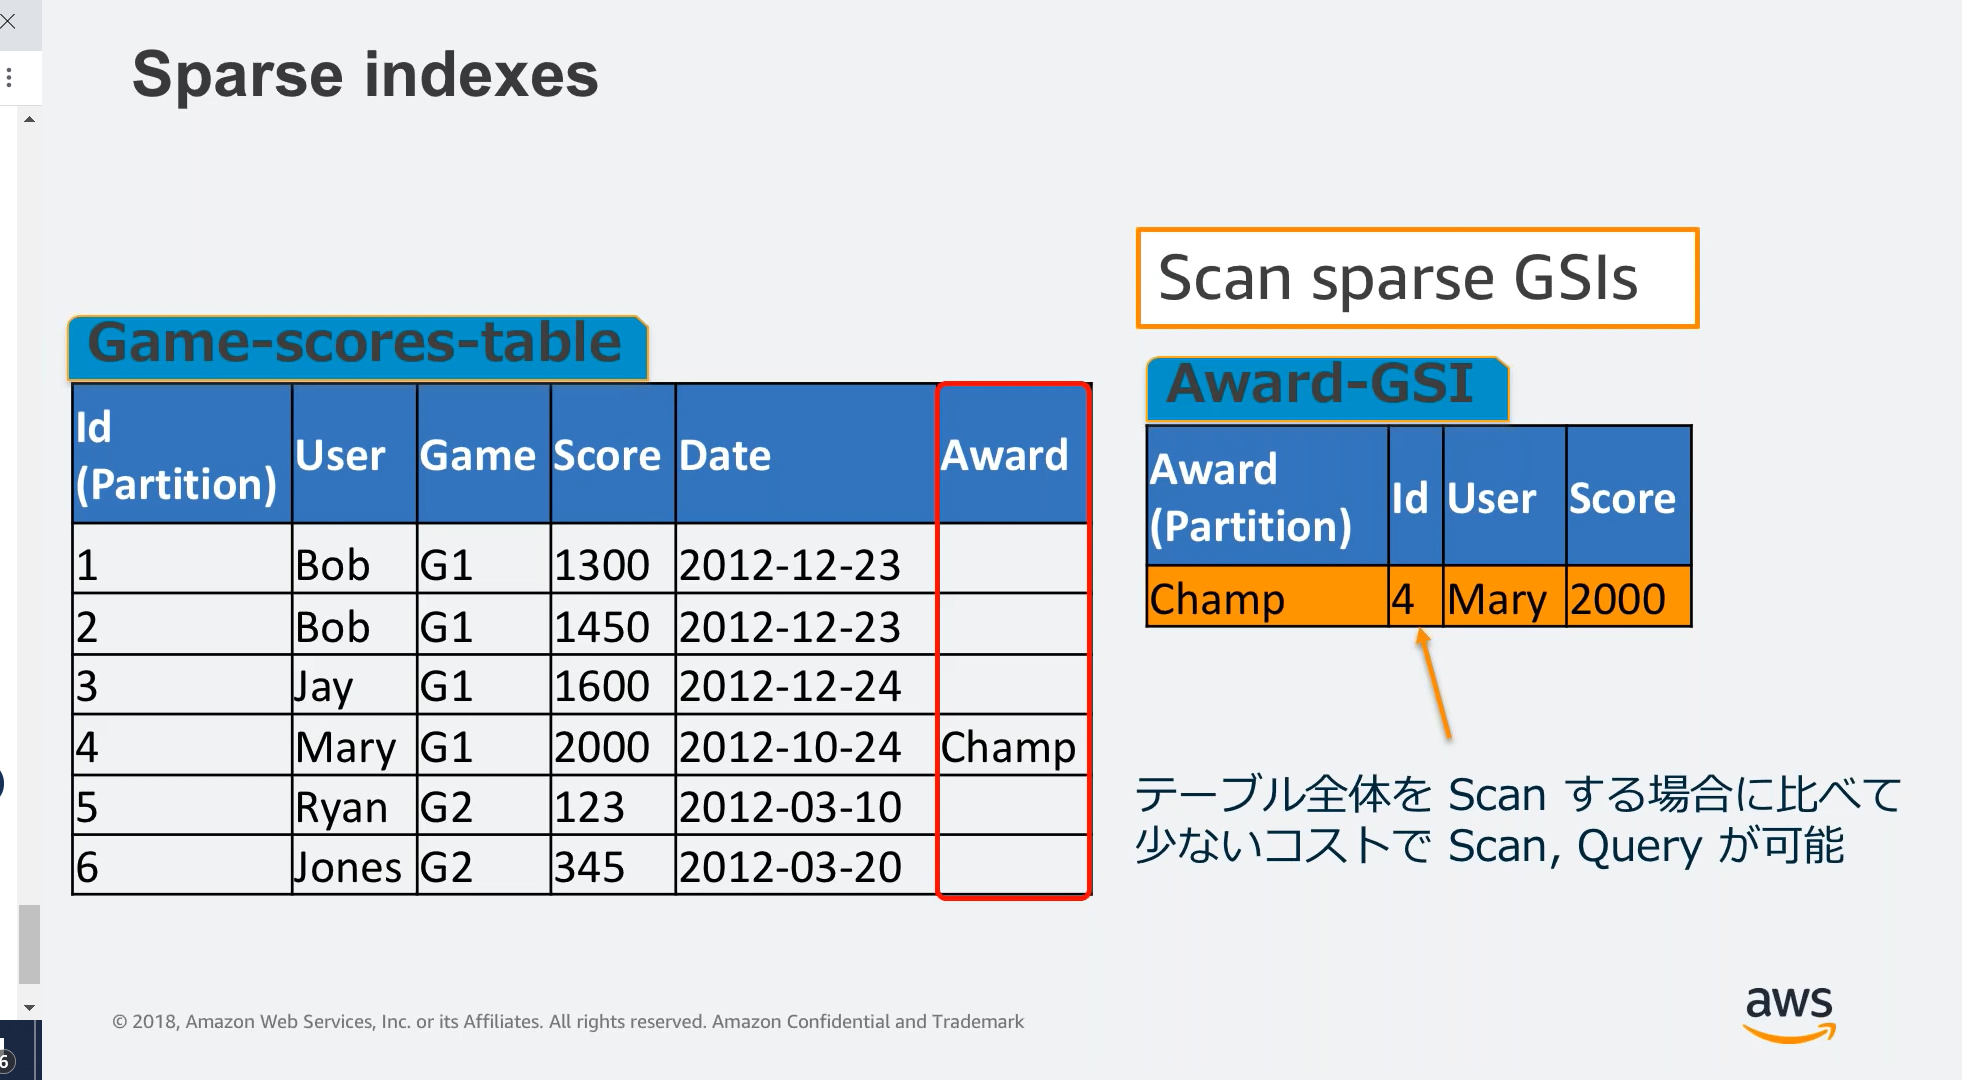 Sparse indexes
Scan sparse GSIs
Game-scores-table
Id (Partition) User Game Score Date Award
1 Bob G1 1300 2012-12-23
2 Bob G1 1450 2012-12-23
3 Jay G1 1600 2012-12-24
4 Mary G1 2000 2012-10-24 Champ
5 Ryan G2 123 2012-03-10
6 Jones G2 345 2012-03-20
Award-GSI
Award (Partition) Id User Score
Champ 4 Mary 2000
テーブル全体を Scan する場合に比べて
少ないコストで Scan, Query が可能
© 2018, Amazon Web Services, Inc. or its Affiliates. All rights reserved. Amazon Confidential and Trademark
aws
6